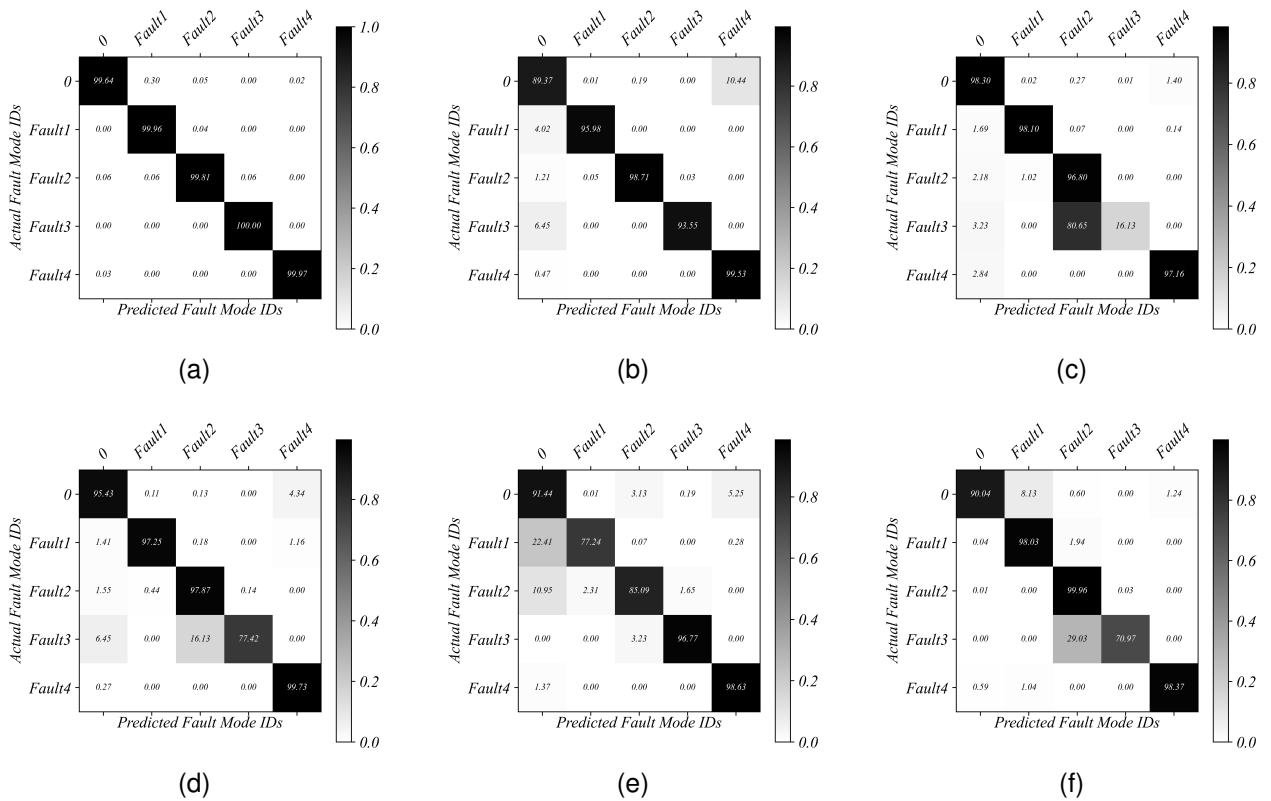 0 Fault1 Fault2 Fault3 Fault4
0 99.64 0.30 0.05 0.00 0.02
Fault1 0.00 99.96 0.04 0.00 0.00
Fault2 0.06 0.06 99.81 0.06 0.00
Fault3 0.00 0.00 0.00 100.00 0.00
Fault4 0.03 0.00 0.00 0.00 99.97
Actual Fault Mode IDs
Predicted Fault Mode IDs
1.0
0.8
0.6
0.4
0.2
0.0
(a)
0 Fault1 Fault2 Fault3 Fault4
0 89.37 0.01 0.19 0.00 10.44
Fault1 4.02 95.98 0.00 0.00 0.00
Fault2 1.21 0.05 98.71 0.03 0.00
Fault3 6.45 0.00 0.00 93.55 0.00
Fault4 0.47 0.00 0.00 0.00 99.53
Actual Fault Mode IDs
Predicted Fault Mode IDs
0.8
0.6
0.4
0.2
0.0
(b)
0 Fault1 Fault2 Fault3 Fault4
0 98.30 0.02 0.27 0.01 1.40
Fault1 1.69 98.10 0.07 0.00 0.14
Fault2 2.18 1.02 96.80 0.00 0.00
Fault3 3.23 0.00 80.65 16.13 0.00
Fault4 2.84 0.00 0.00 0.00 97.16
Actual Fault Mode IDs
Predicted Fault Mode IDs
0.8
0.6
0.4
0.2
0.0
(c)
0 Fault1 Fault2 Fault3 Fault4
0 95.43 0.11 0.13 0.00 4.34
Fault1 1.41 97.25 0.18 0.00 1.16
Fault2 1.55 0.44 97.87 0.14 0.00
Fault3 6.45 0.00 16.13 77.42 0.00
Fault4 0.27 0.00 0.00 0.00 99.73
Actual Fault Mode IDs
Predicted Fault Mode IDs
0.8
0.6
0.4
0.2
0.0
(d)
0 Fault1 Fault2 Fault3 Fault4
0 91.44 0.01 3.13 0.19 5.25
Fault1 22.41 77.24 0.07 0.00 0.28
Fault2 10.95 2.31 85.09 1.65 0.00
Fault3 0.00 0.00 3.23 96.77 0.00
Fault4 1.37 0.00 0.00 0.00 98.63
Actual Fault Mode IDs
Predicted Fault Mode IDs
0.8
0.6
0.4
0.2
0.0
(e)
0 Fault1 Fault2 Fault3 Fault4
0 90.04 8.13 0.60 0.00 1.24
Fault1 0.04 98.03 1.94 0.00 0.00
Fault2 0.01 0.00 99.96 0.03 0.00
Fault3 0.00 0.00 29.03 70.97 0.00
Fault4 0.59 1.04 0.00 0.00 98.37
Actual Fault Mode IDs
Predicted Fault Mode IDs
0.8
0.6
0.4
0.2
0.0
(f)